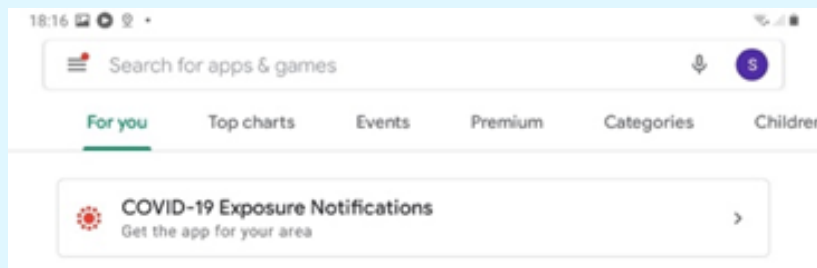 18:16
Search for apps & games
S
For you Top charts Events Premium Categories Childrer
COVID-19 Exposure Notifications
Get the app for your area